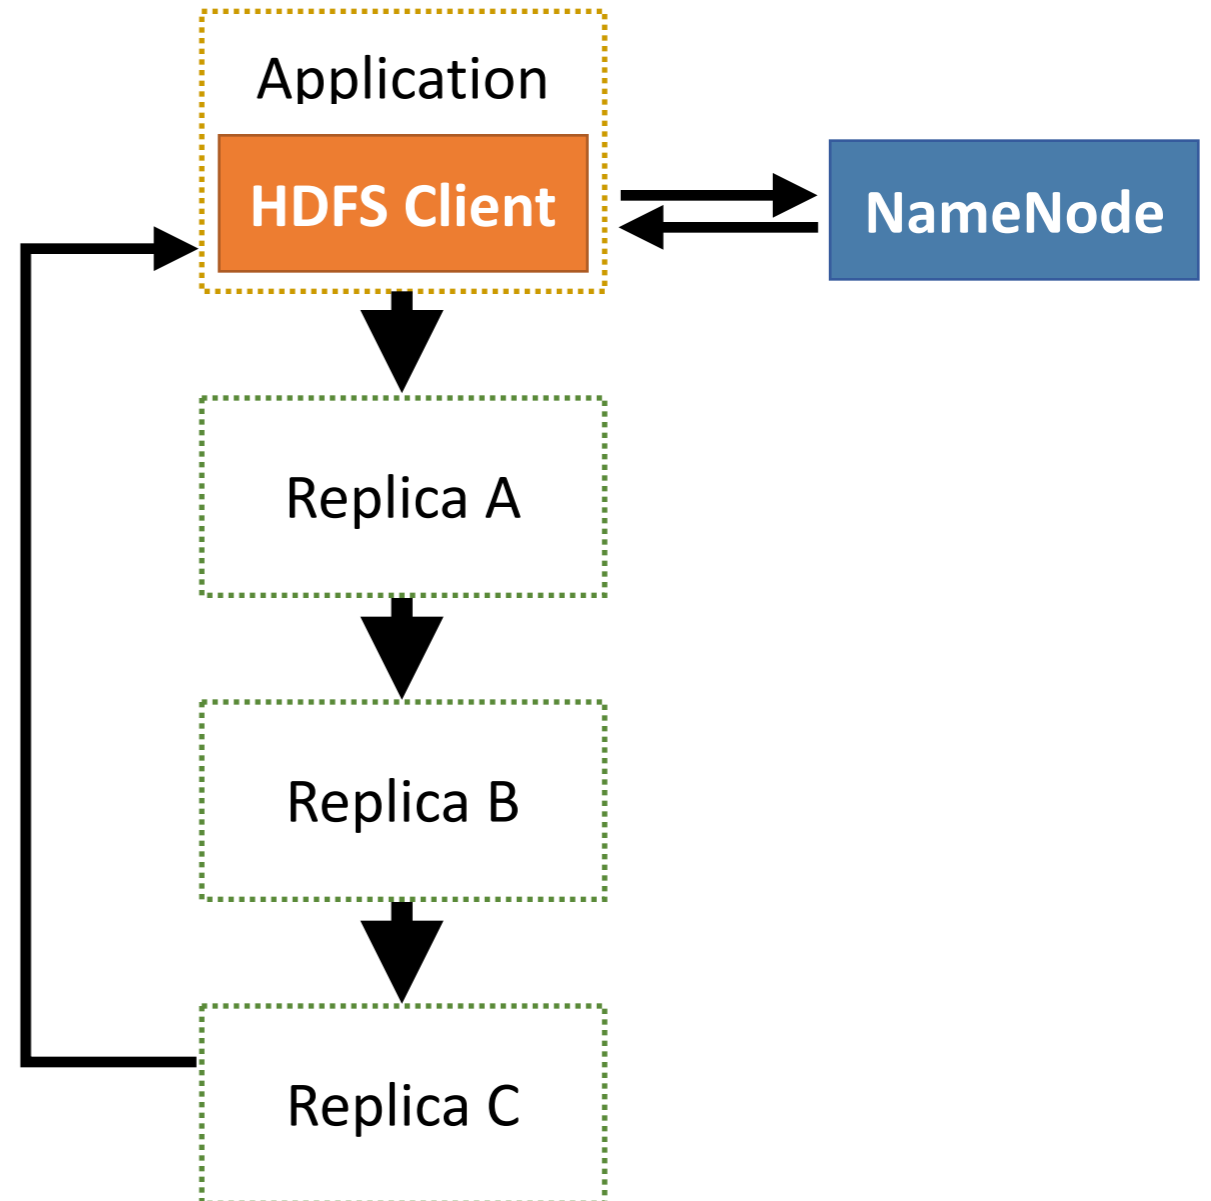 Application
HDFS Client
NameNode
Replica A
Replica B
Replica C